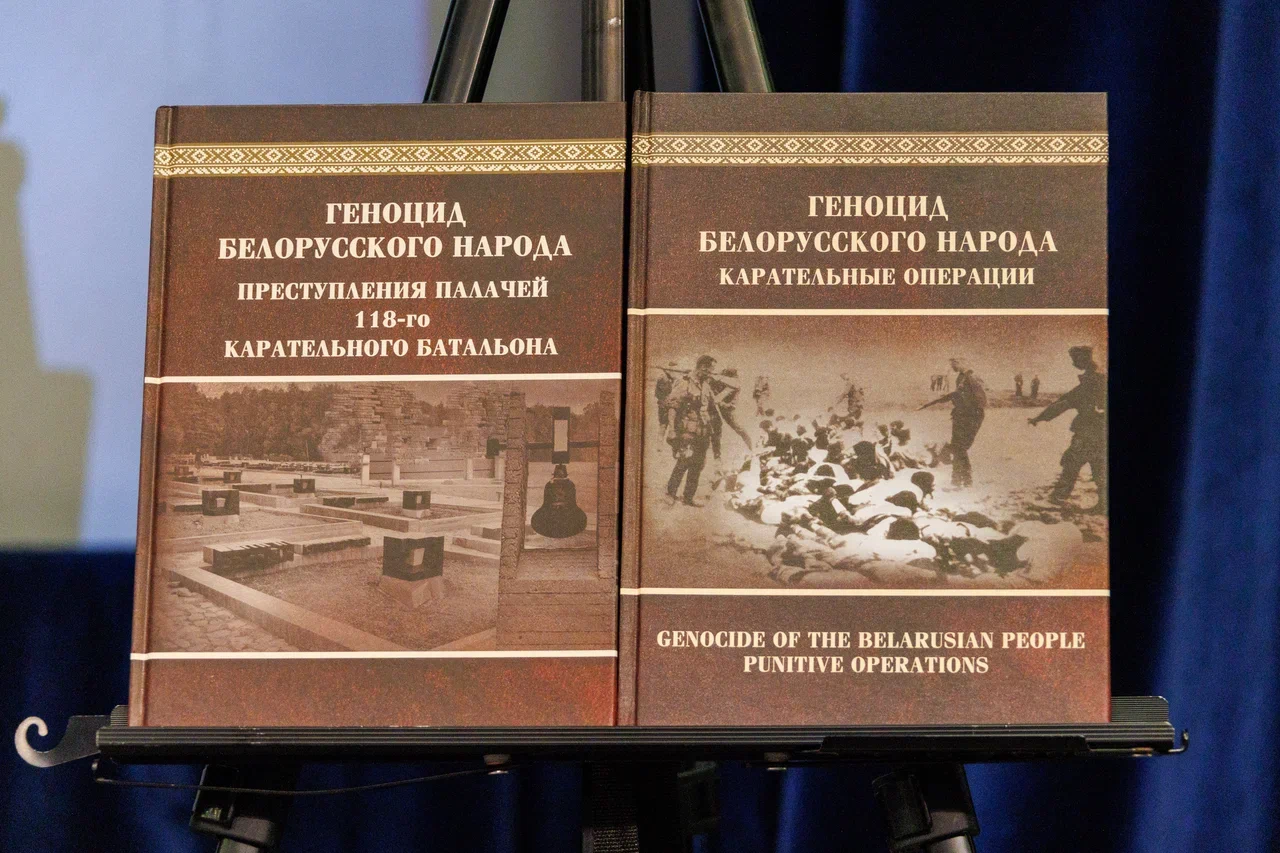 ГЕНОЦИД
БЕЛОРУССКОГО НАРОДА
ПРЕСТУПЛЕНИЯ ПАЛАЧЕЙ
118-го
КАРАТЕЛЬНОГО БАТАЛЬОНА
ГЕНОЦИД
БЕЛОРУССКОГО НАРОДА
КАРАТЕЛЬНЫЕ ОПЕРАЦИИ
GENOCIDE OF THE BELARUSIAN PEOPLE
PUNITIVE OPERATIONS